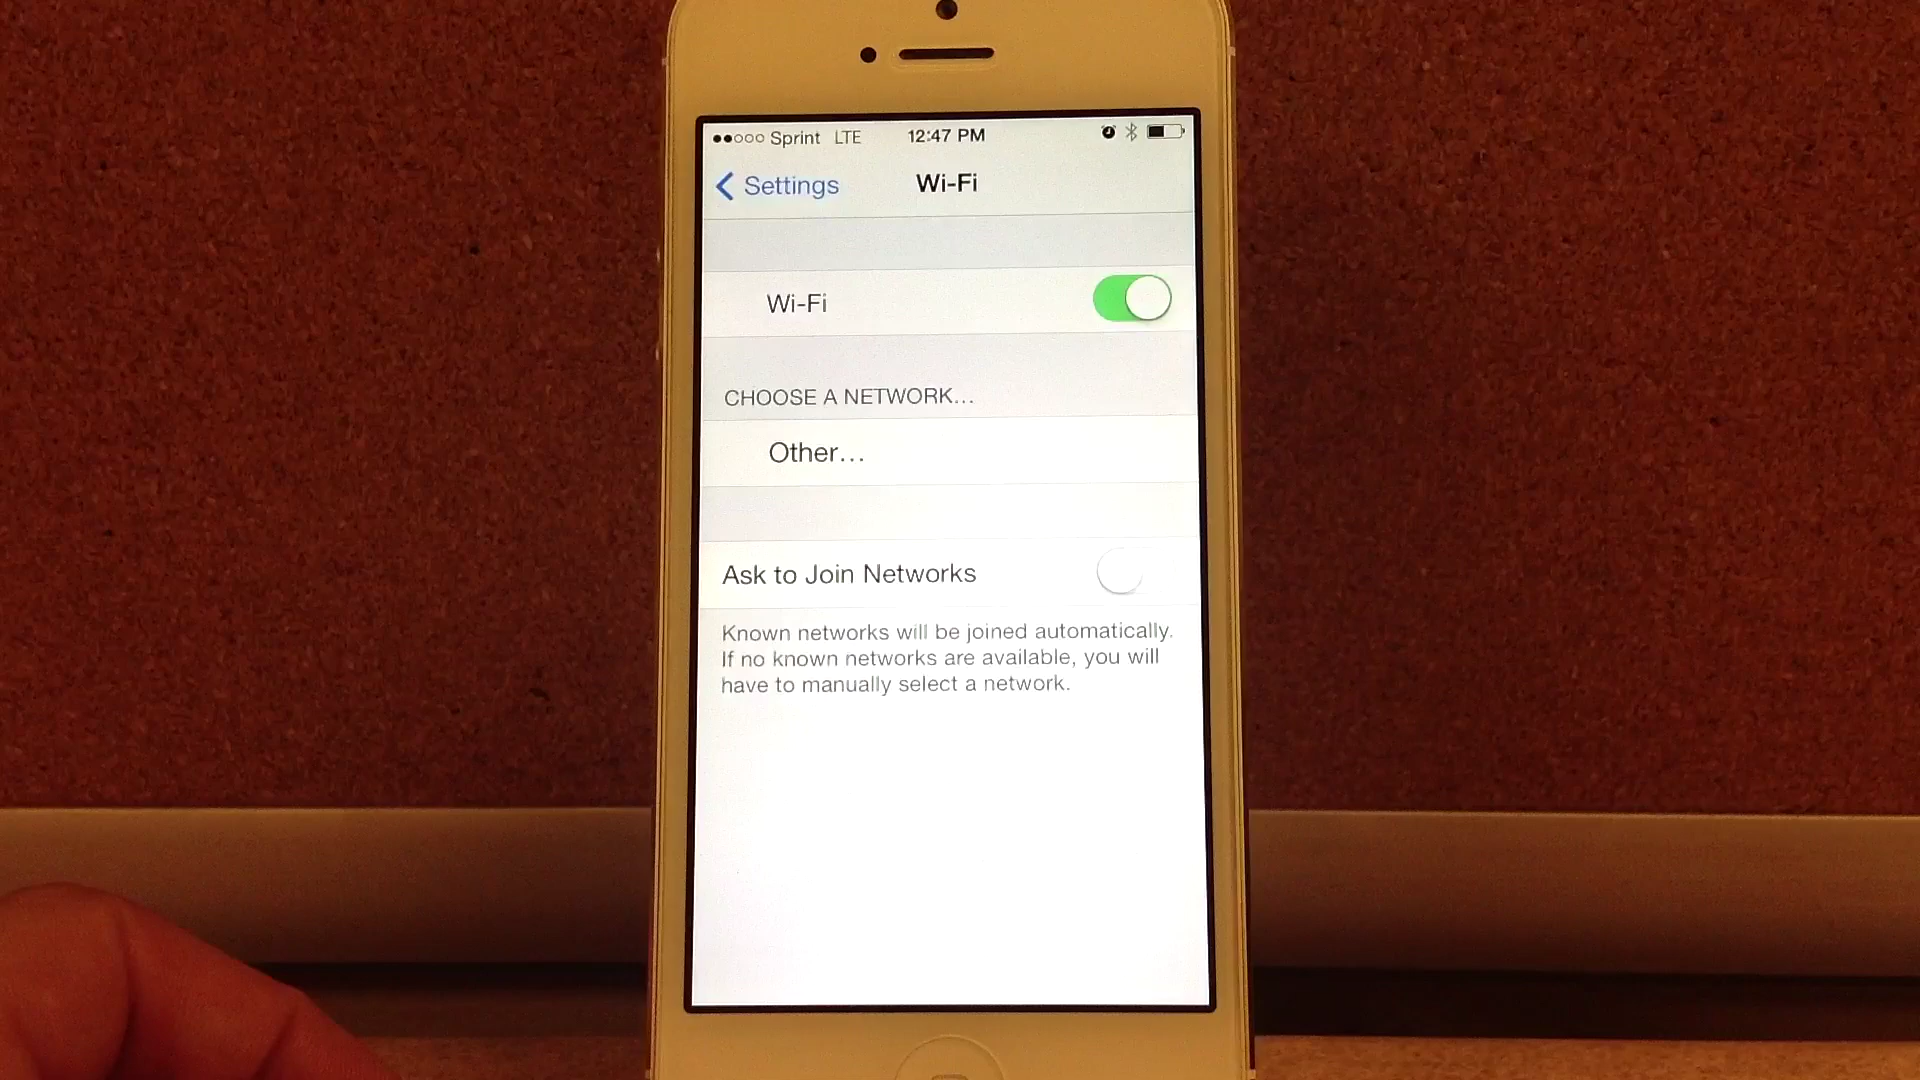 Sprint LTE 12:47 PM
Settings Wi-Fi
Wi-Fi
CHOOSE A NETWORK...
Other...
Ask to Join Networks
Known networks will be joined automatically.
If no known networks are available, you will
have to manually select a network.